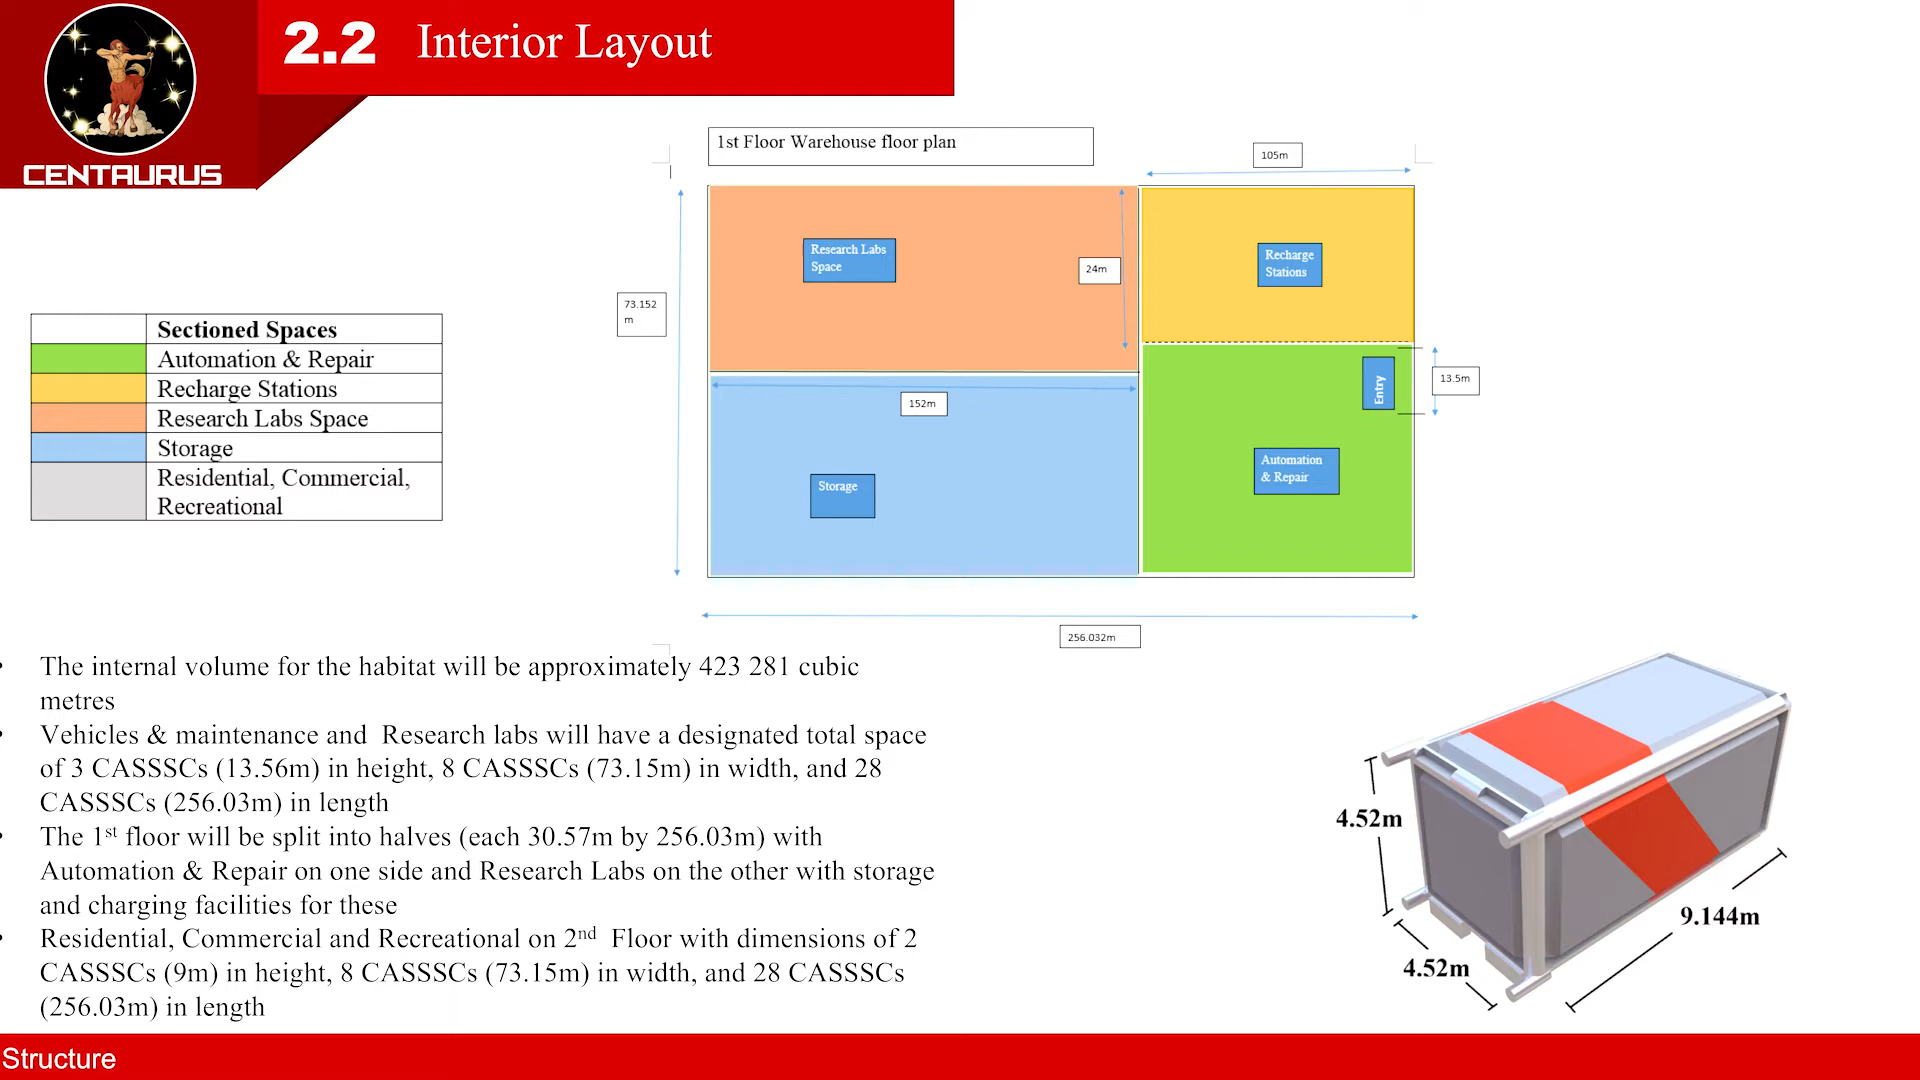 2.2 Interior Layout
CENTAURUS
1st Floor Warehouse floor plan
105m
Research Labs
Space
Recharge
Stations
24m
73.152
m
Entry
13.5m
152m
Automation
& Repair
Storage
256.032m
Sectioned Spaces
Automation & Repair
Recharge Stations
Research Labs Space
Storage
Residential, Commercial,
Recreational
• The internal volume for the habitat will be approximately 423 281 cubic
metres
• Vehicles & maintenance and Research labs will have a designated total space
of 3 CASSSCs (13.56m) in height, 8 CASSSCs (73.15m) in width, and 28
CASSSCs (256.03m) in length
• The 1st floor will be split into halves (each 30.57m by 256.03m) with
Automation & Repair on one side and Research Labs on the other with storage
and charging facilities for these
• Residential, Commercial and Recreational on 2nd Floor with dimensions of 2
CASSSCs (9m) in height, 8 CASSSCs (73.15m) in width, and 28 CASSSCs
(256.03m) in length
4.52m
9.144m
4.52m
Structure